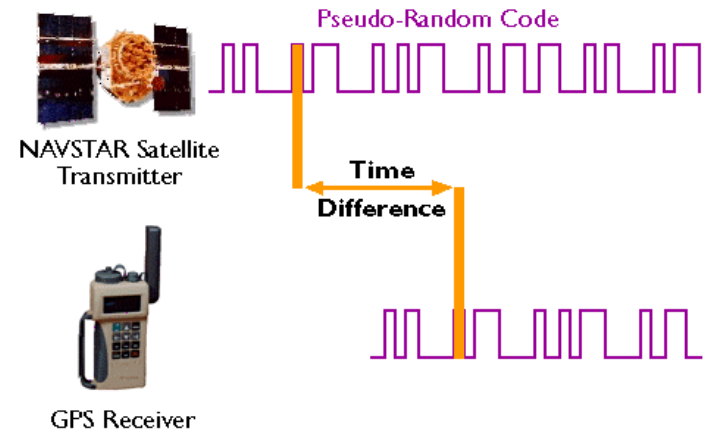 Pseudo-Random Code
NAVSTAR Satellite
Transmitter
Time
Difference
GPS Receiver